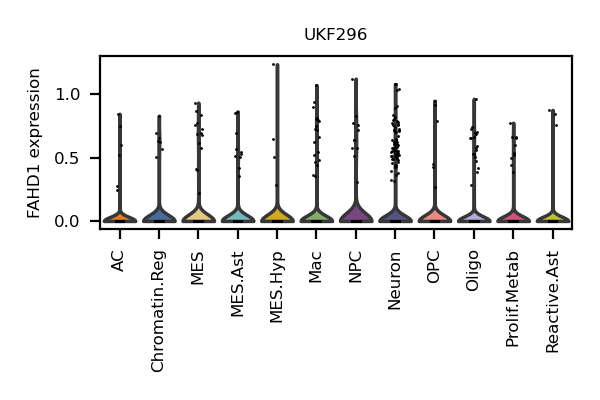 UKF296
FAHD1 expression
1.0
0.5
0.0
AC
Chromatin.Reg
MES
MES.Ast
MES.Hyp
Mac
NPC
Neuron
OPC
Oligo
Prolif.Metab
Reactive.Ast